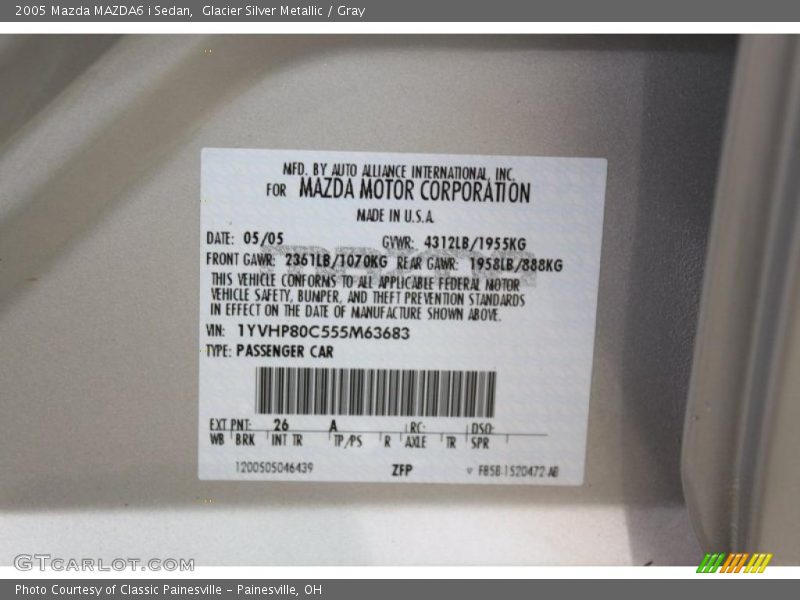 2005 Mazda MAZDA6 i Sedan,  Glacier Silver Metallic / Gray
MFD. BY AUTO ALLIANCE INTERNATIONAL, INC.
FOR MAZDA MOTOR CORPORATION
MADE IN U.S.A.
DATE: 05/05 GVWR: 4312LB/1955KG
FRONT GAWR: 2361LB/1070KG REAR GAWR: 1958LB/888KG
THIS VEHICLE CONFORMS TO ALL APPLICABLE FEDERAL MOTOR
VEHICLE SAFETY, BUMPER, AND THEFT PREVENTION STANDARDS
IN EFFECT ON THE DATE OF MANUFACTURE SHOWN ABOVE.
VIN: 1YVHP80C555M63683
TYPE: PASSENGER CAR
EXT PNT: 26 A RC: DSO:
WB BRK INT TR TP/PS R AXLE TR SPR
1200505046439 ZFP F85B-1520472-AB
GTCARLOT.COM
Photo Courtesy of Classic Painesville - Painesville, OH